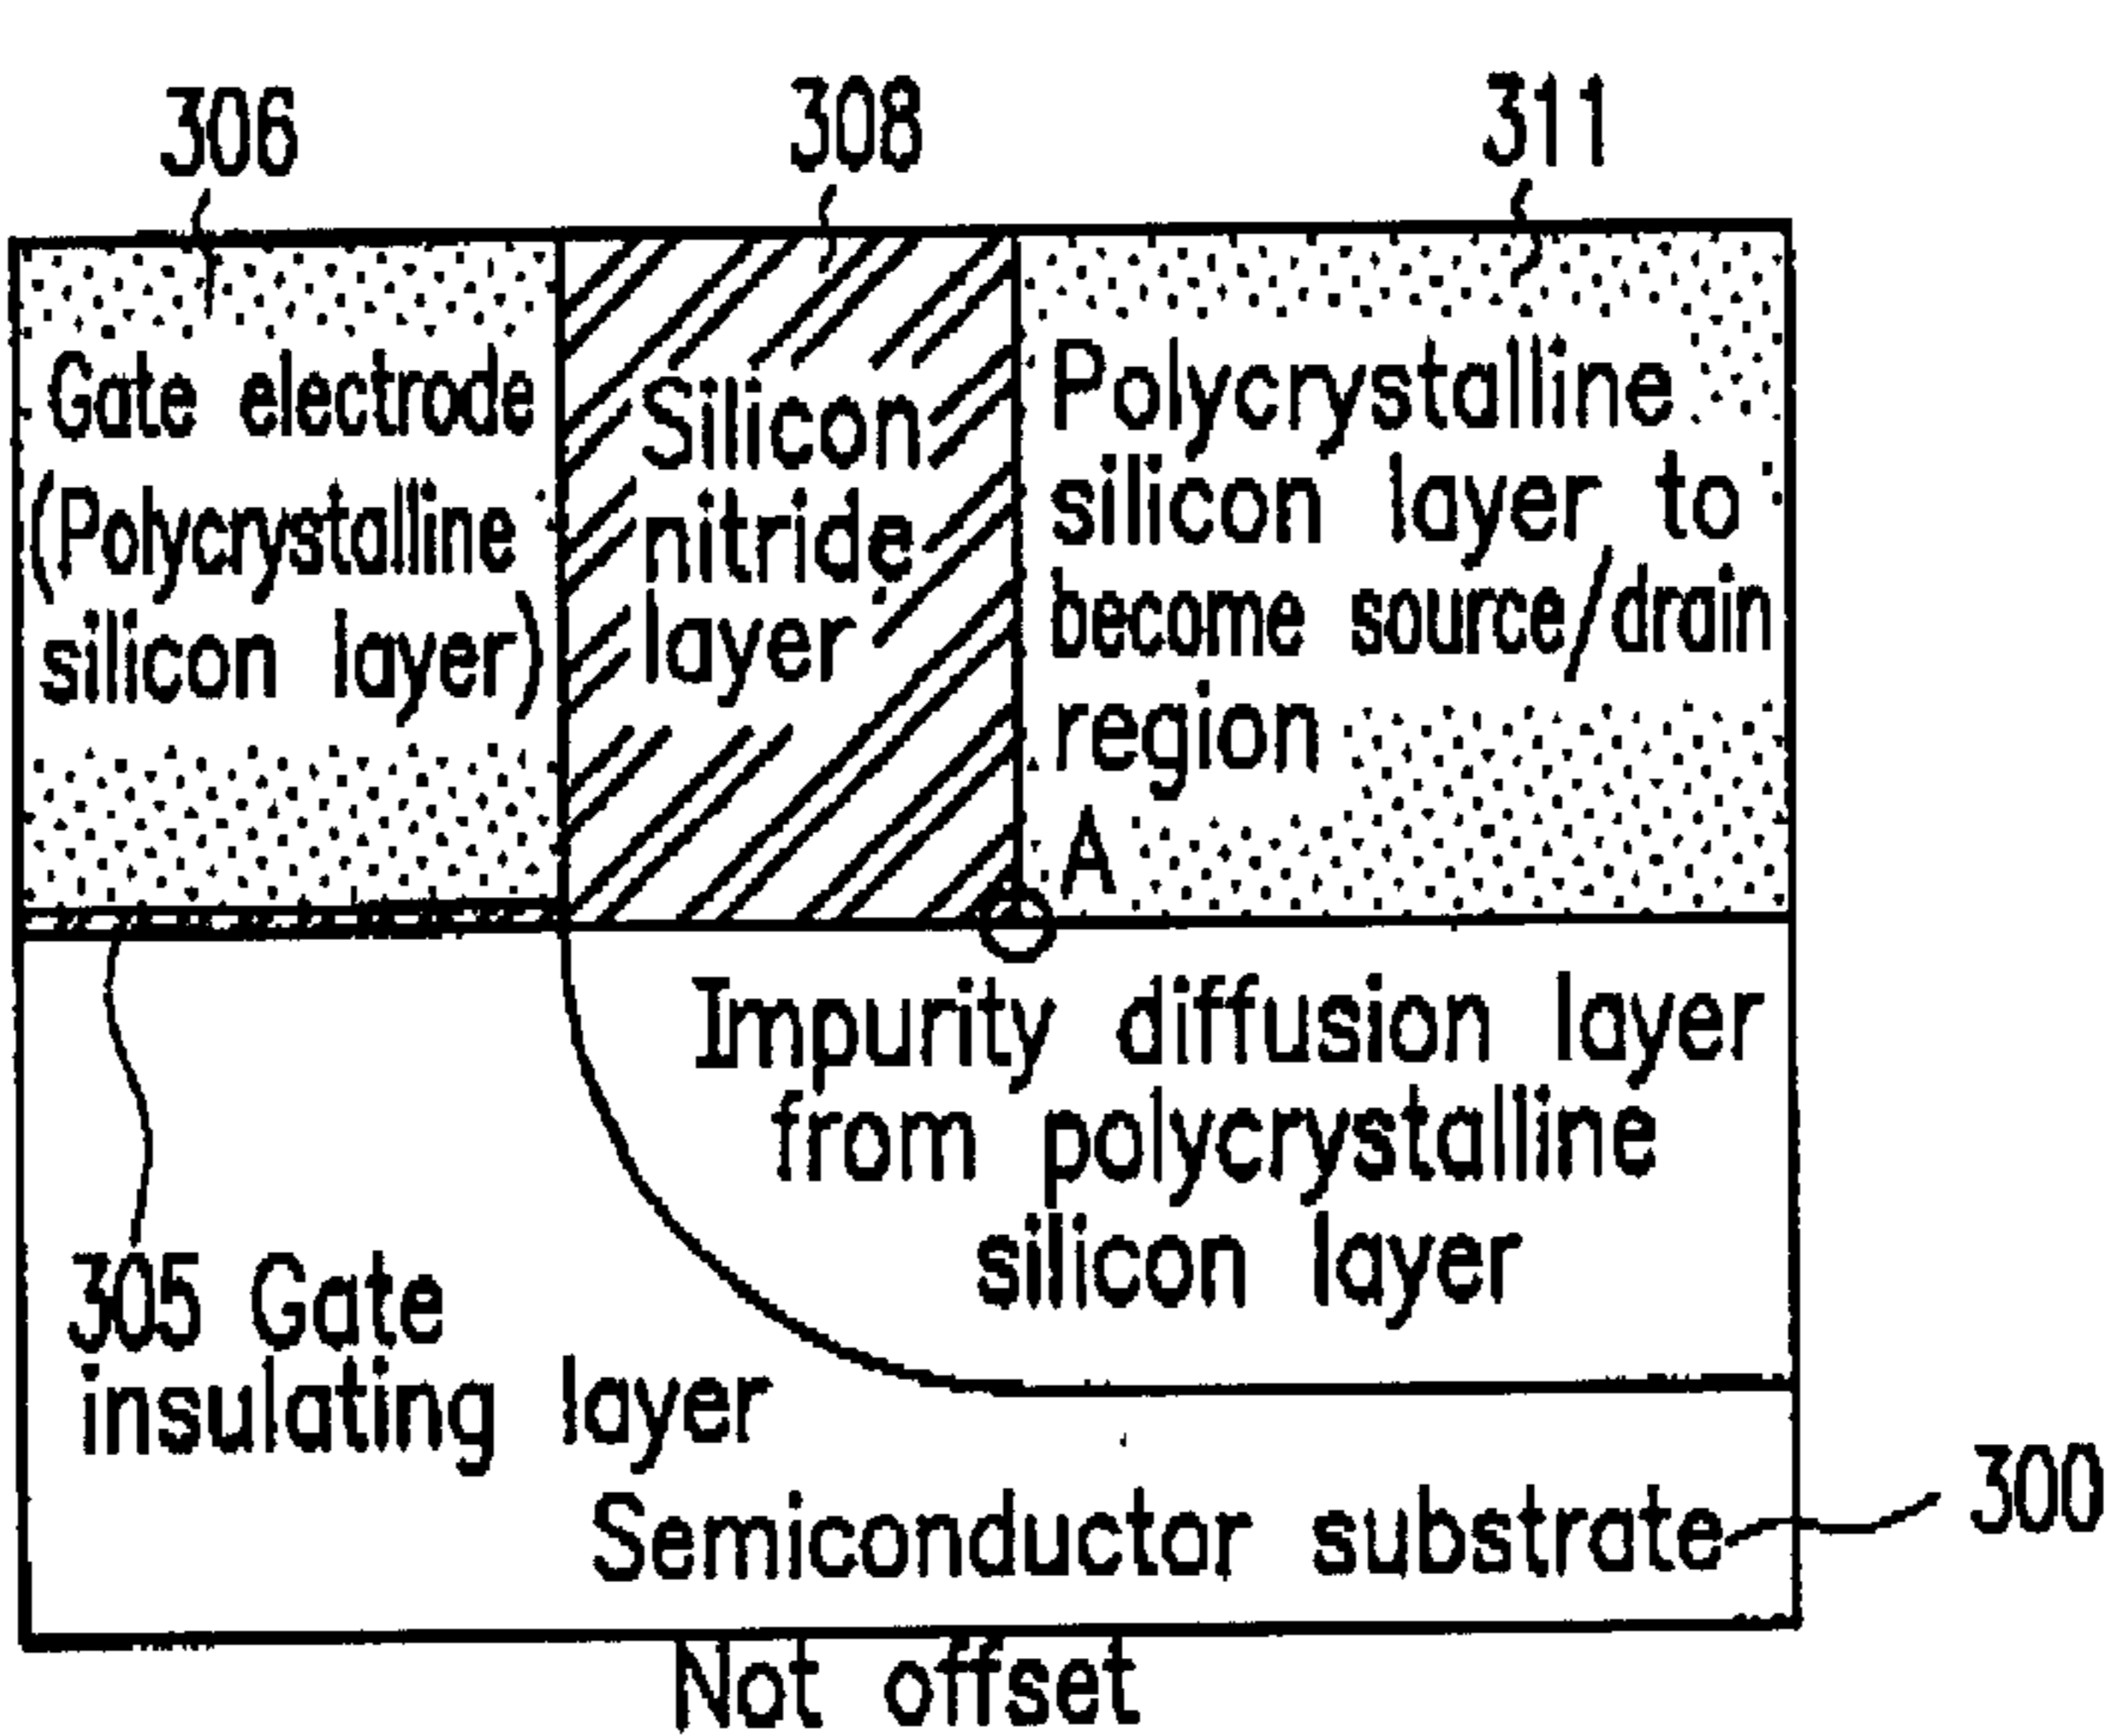 306
308
311
Gate electrode
(Polycrystalline
silicon layer)
Silicon
nitride
layer
Polycrystalline
silicon layer to
become source/drain
region
A
Impurity diffusion layer
from polycrystalline
silicon layer
305 Gate
insulating layer
Semiconductor substrate
300
Not offset